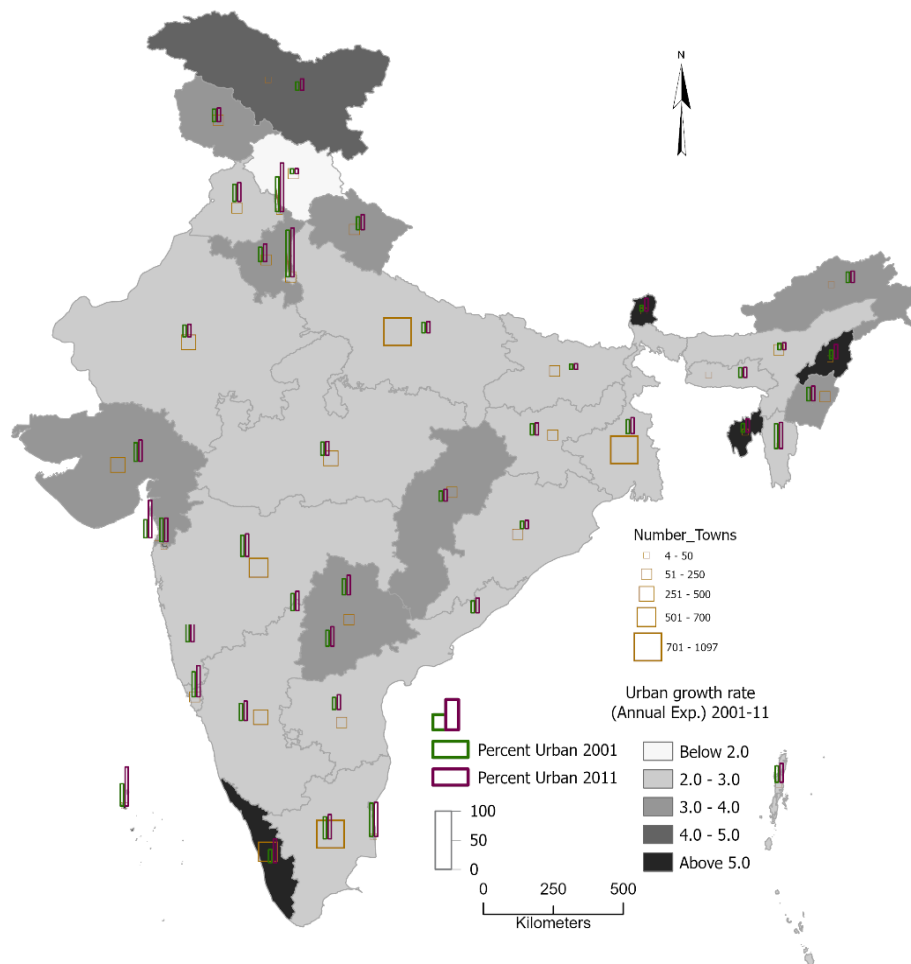 N
Number_Towns
4 - 50
51 - 250
251 - 500
501 - 700
701 - 1097
Urban growth rate
(Annual Exp.) 2001-11
Below 2.0
2.0 - 3.0
3.0 - 4.0
4.0 - 5.0
Above 5.0
Percent Urban 2001
Percent Urban 2011
100
50
0
0 250 500
Kilometers